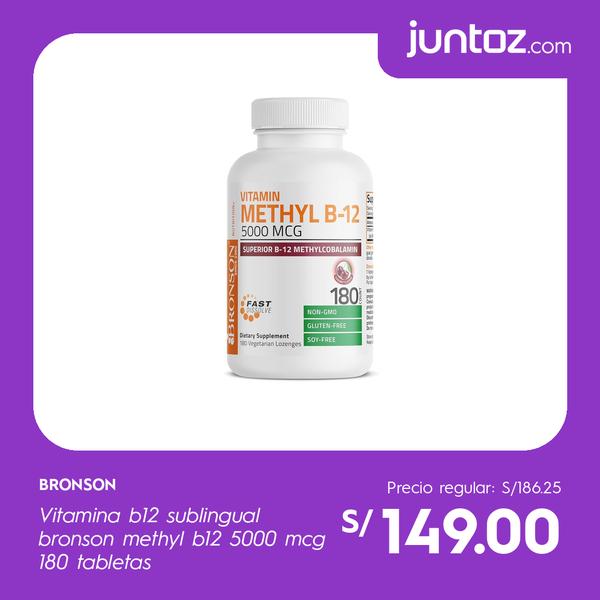 juntoz.com
VITAMIN
METHYL B-12
5000 MCG
SUPERIOR B-12 METHYLCOBALAMIN
BRONSON
180
COUNT
FAST
DISSOLVE
NON-GMO
GLUTEN-FREE
SOY-FREE
Dietary Supplement
180 Vegetarian Lozenges
BRONSON
Vitamina b12 sublingual
bronson methyl b12 5000 mcg
180 tabletas
Precio regular: S/186.25
S/149.00